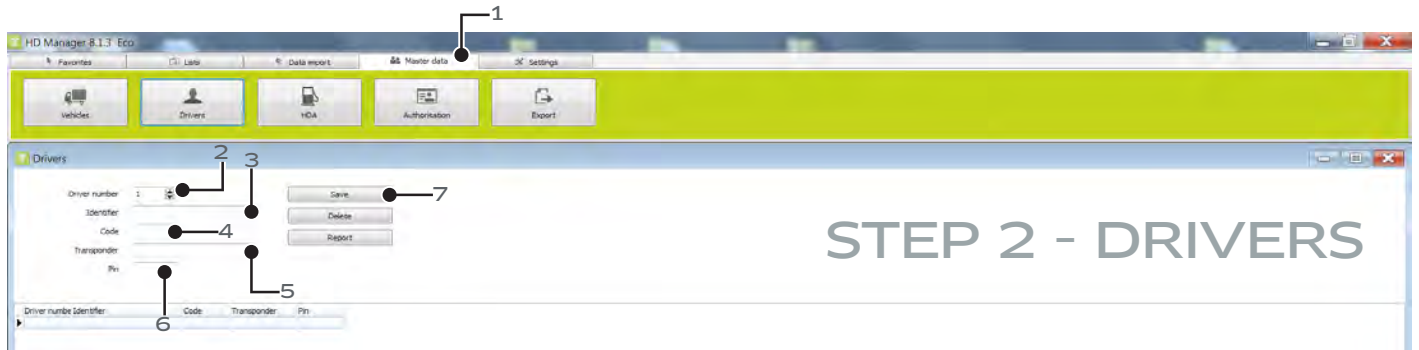 1
HD Manager 8.1.3 Eco
Favorites Lists Data import Master data Settings
Vehicles Drivers HDA Authorisation Export
Drivers
2 3
Driver number 1 Save 7
Identifier Delete
Code 4 Report
Transponder
Pin
STEP 2 - DRIVERS
5
Driver numbe Identifier Code Transponder Pin
6